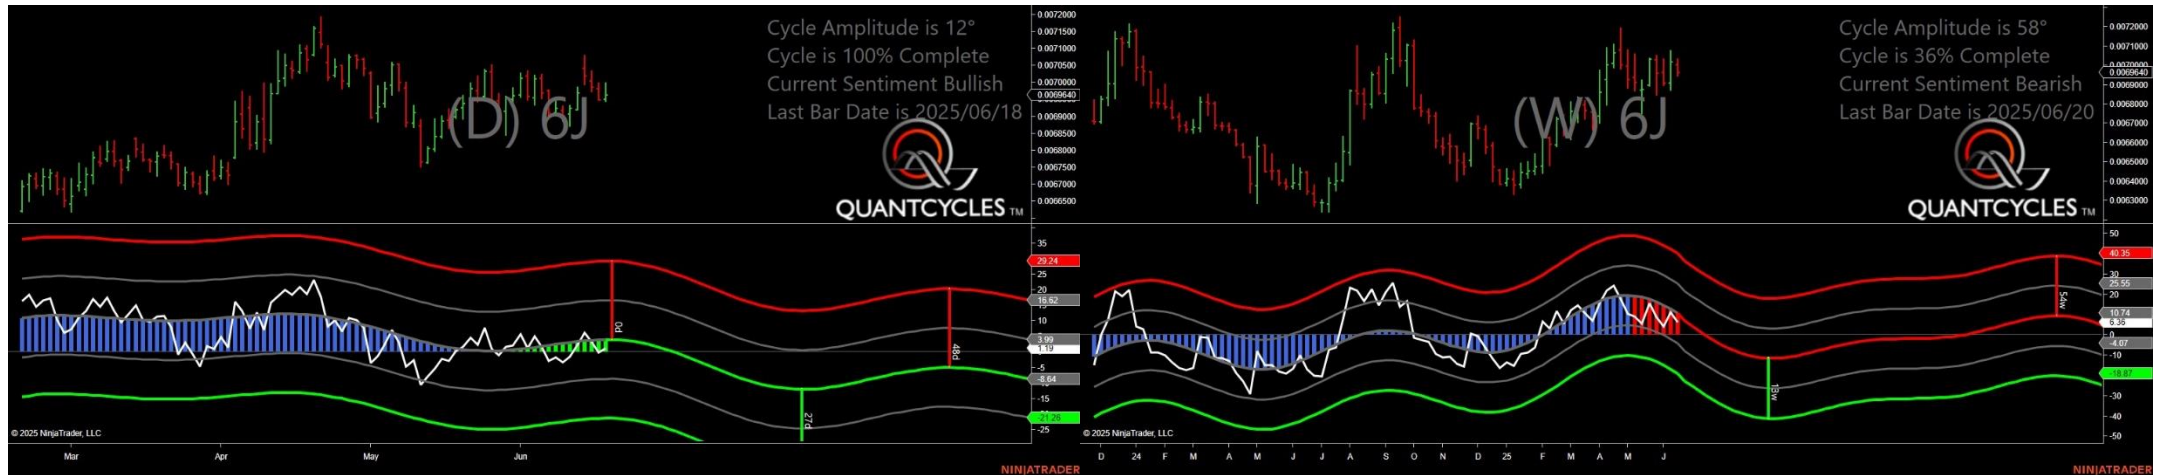 Cycle Amplitude is 12°
Cycle is 100% Complete
Current Sentiment Bullish
Last Bar Date is 2025/06/18
(D) 6J
QUANTCYCLES TM
0.0072000
0.0071500
0.0071000
0.0070500
0.0070000
0.0069640
0.0069000
0.0068500
0.0068000
0.0067500
0.0067000
0.0066500
35
29.24
25
20
16.62
10
3.99
1.19
-5
-8.64
-15
-21.26
-25
0d
48d
27d
© 2025 NinjaTrader, LLC
Mar Apr May Jun
NINJATRADER
Cycle Amplitude is 58°
Cycle is 36% Complete
Current Sentiment Bearish
Last Bar Date is 2025/06/20
(W) 6J
QUANTCYCLES TM
0.0072000
0.0071000
0.0070000
0.0069640
0.0069000
0.0068000
0.0067000
0.0066000
0.0065000
0.0064000
0.0063000
50
40.35
30
25.55
20
10.74
6.36
0
-4.07
-10
-18.87
-30
-40
-50
54w
13w
© 2025 NinjaTrader, LLC
D 24 F M A M J J A S O N D 25 F M A M J
NINJATRADER